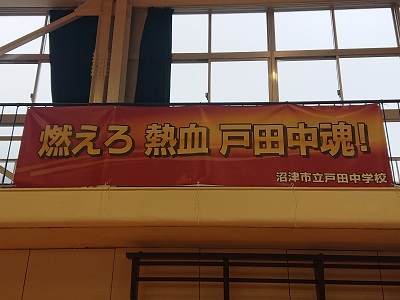 燃えろ 熱血 戸田中魂!
沼津市立戸田中学校